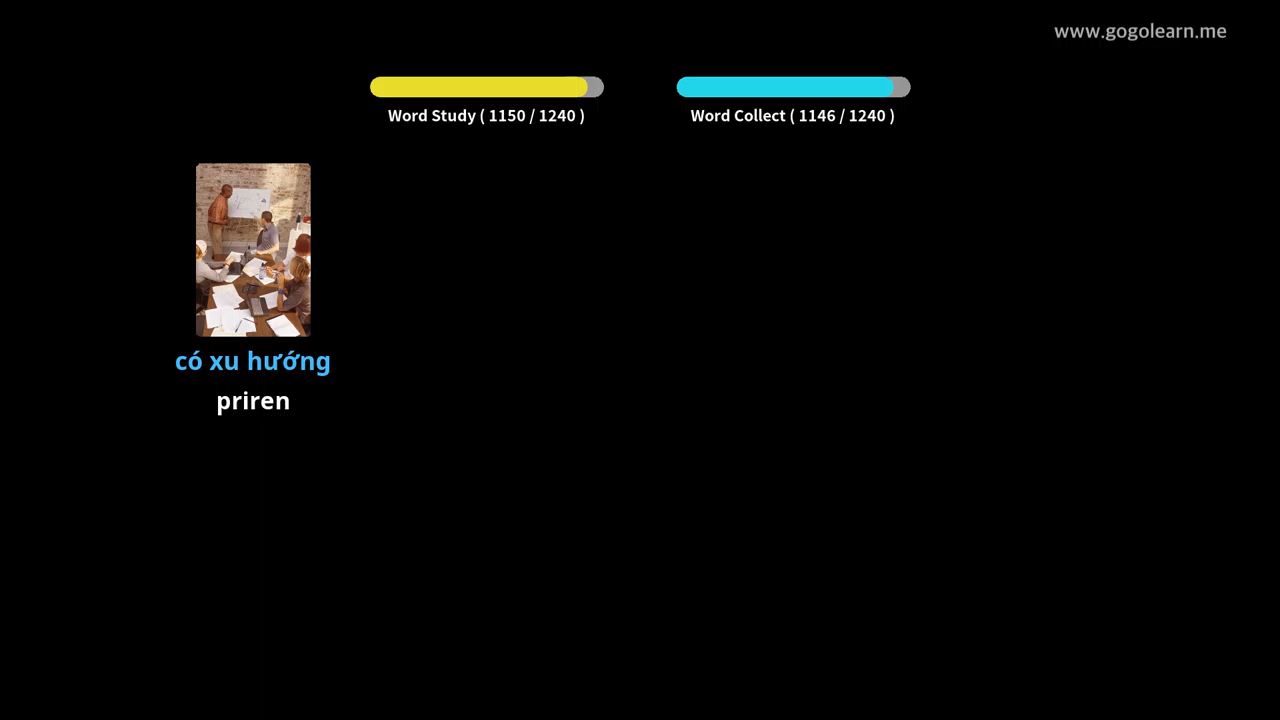 www.gogolearn.me
Word Study ( 1150 / 1240 )
Word Collect ( 1146 / 1240 )
có xu hướng
priren